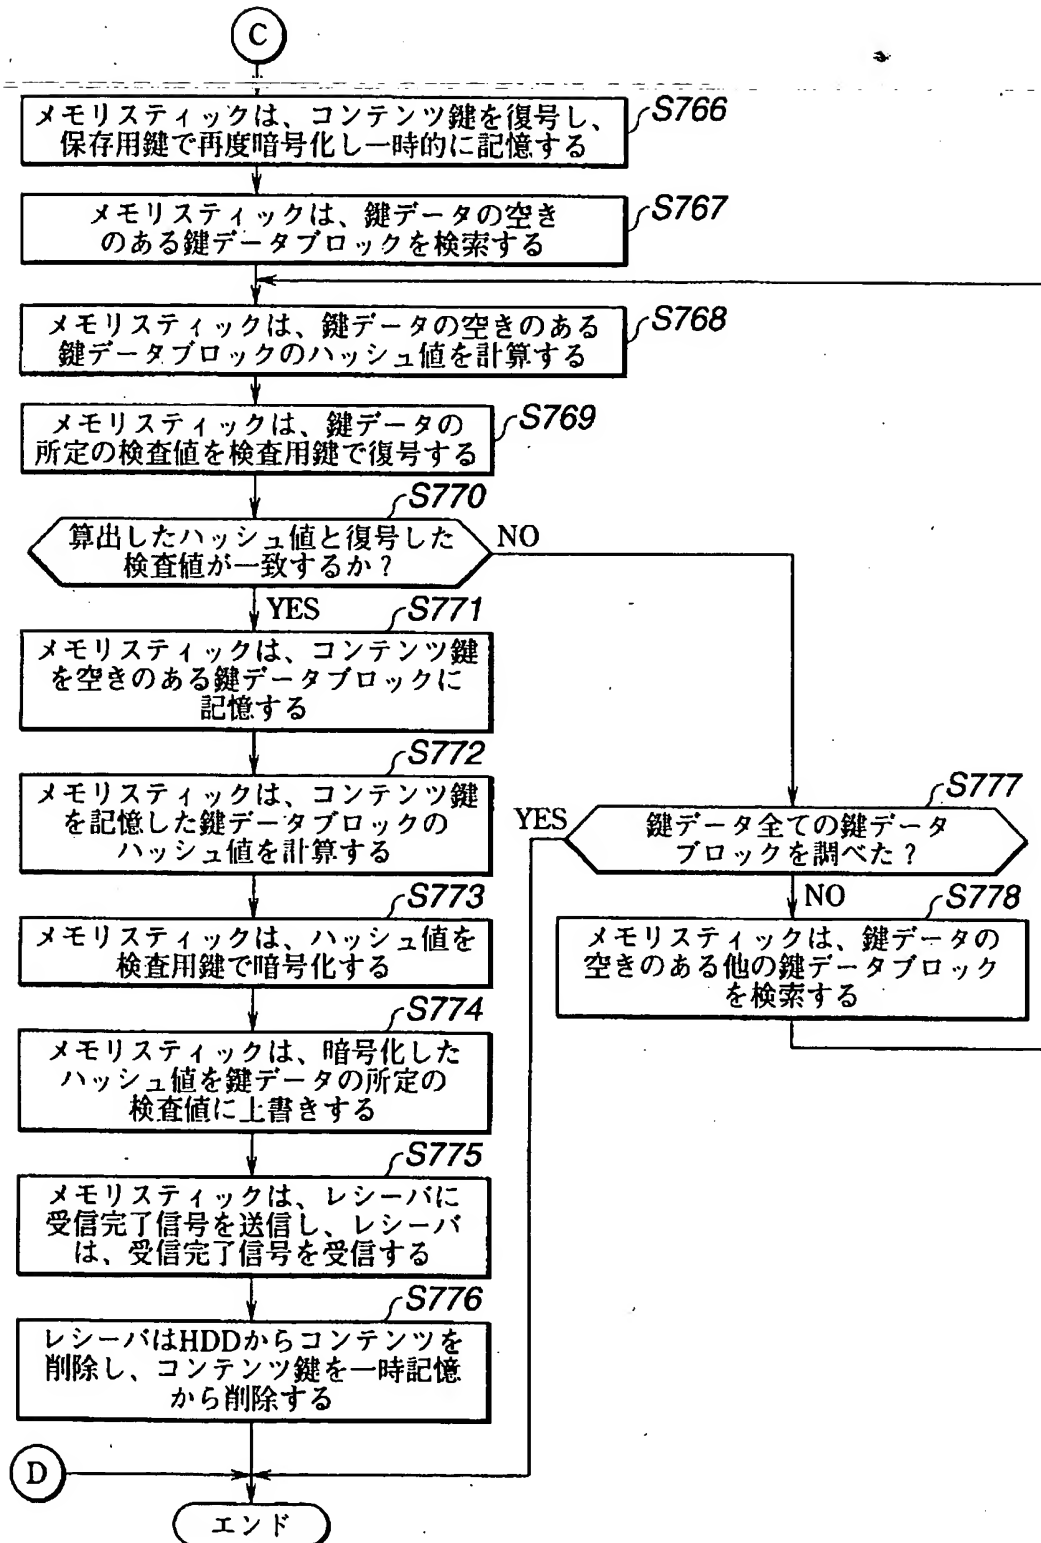 C
メモリスティックは、コンテンツ鍵を復号し、
保存用鍵で再度暗号化し一時的に記憶する
S766
メモリスティックは、鍵データの空き
のある鍵データブロックを検索する
S767
メモリスティックは、鍵データの空きのある
鍵データブロックのハッシュ値を計算する
S768
メモリスティックは、鍵データの
所定の検査値を検査用鍵で復号する
S769
S770
算出したハッシュ値と復号した
検査値が一致するか?
NO
YES
S771
メモリスティックは、コンテンツ鍵
を空きのある鍵データブロックに
記憶する
S772
メモリスティックは、コンテンツ鍵
を記憶した鍵データブロックの
ハッシュ値を計算する
S777
YES
鍵データ全ての鍵データ
ブロックを調べた?
NO
S773
メモリスティックは、ハッシュ値を
検査用鍵で暗号化する
S778
メモリスティックは、鍵データの
空きのある他の鍵データブロック
を検索する
S774
メモリスティックは、暗号化した
ハッシュ値を鍵データの所定の
検査値に上書きする
S775
メモリスティックは、レシーバに
受信完了信号を送信し、レシーバ
は、受信完了信号を受信する
S776
レシーバはHDDからコンテンツを
削除し、コンテンツ鍵を一時記憶
から削除する
D
エンド